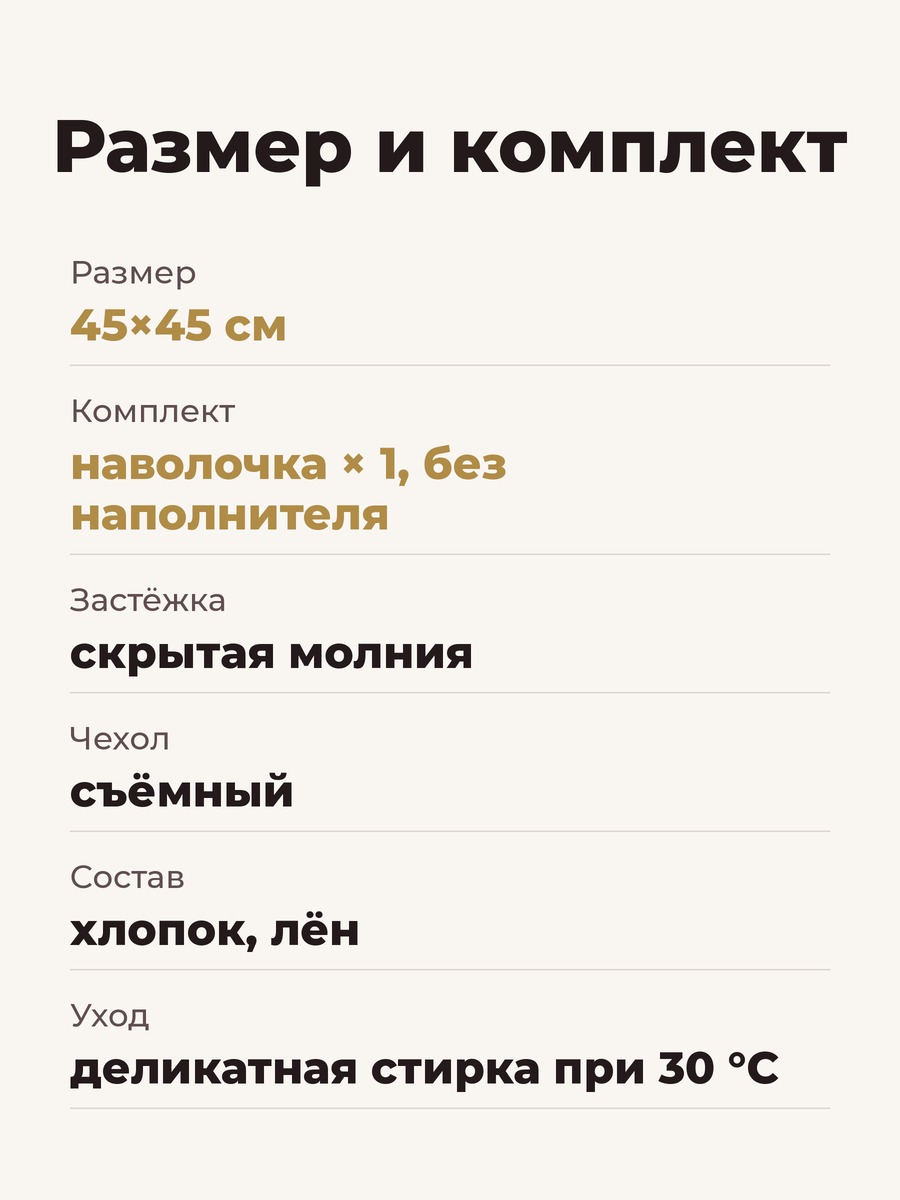 Размер и комплект
Размер
45×45 см
Комплект
наволочка × 1, без
наполнителя
Застёжка
скрытая молния
Чехол
съёмный
Состав
хлопок, лён
Уход
деликатная стирка при 30 °C